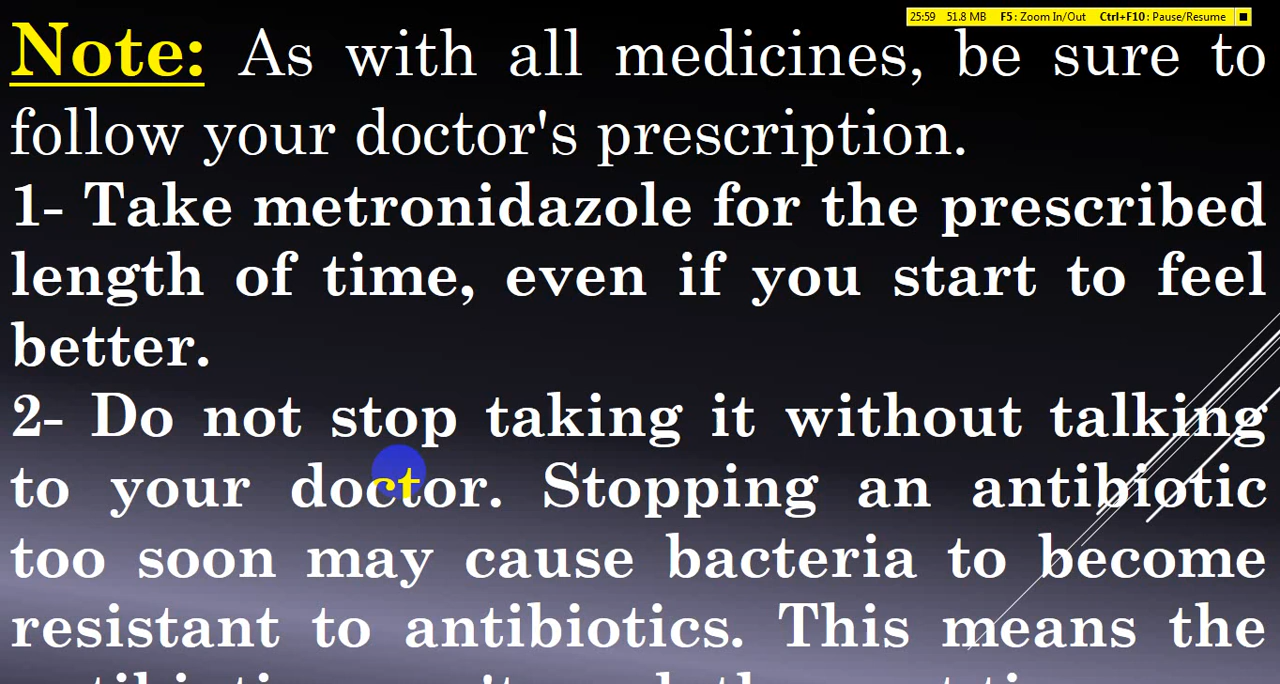 25:59 51.8 MB F5: Zoom In/Out Ctrl+F10: Pause/Resume
Note: As with all medicines, be sure to
follow your doctor's prescription.
1- Take metronidazole for the prescribed
length of time, even if you start to feel
better.
2- Do not stop taking it without talking
to your doctor. Stopping an antibiotic
too soon may cause bacteria to become
resistant to antibiotics. This means the